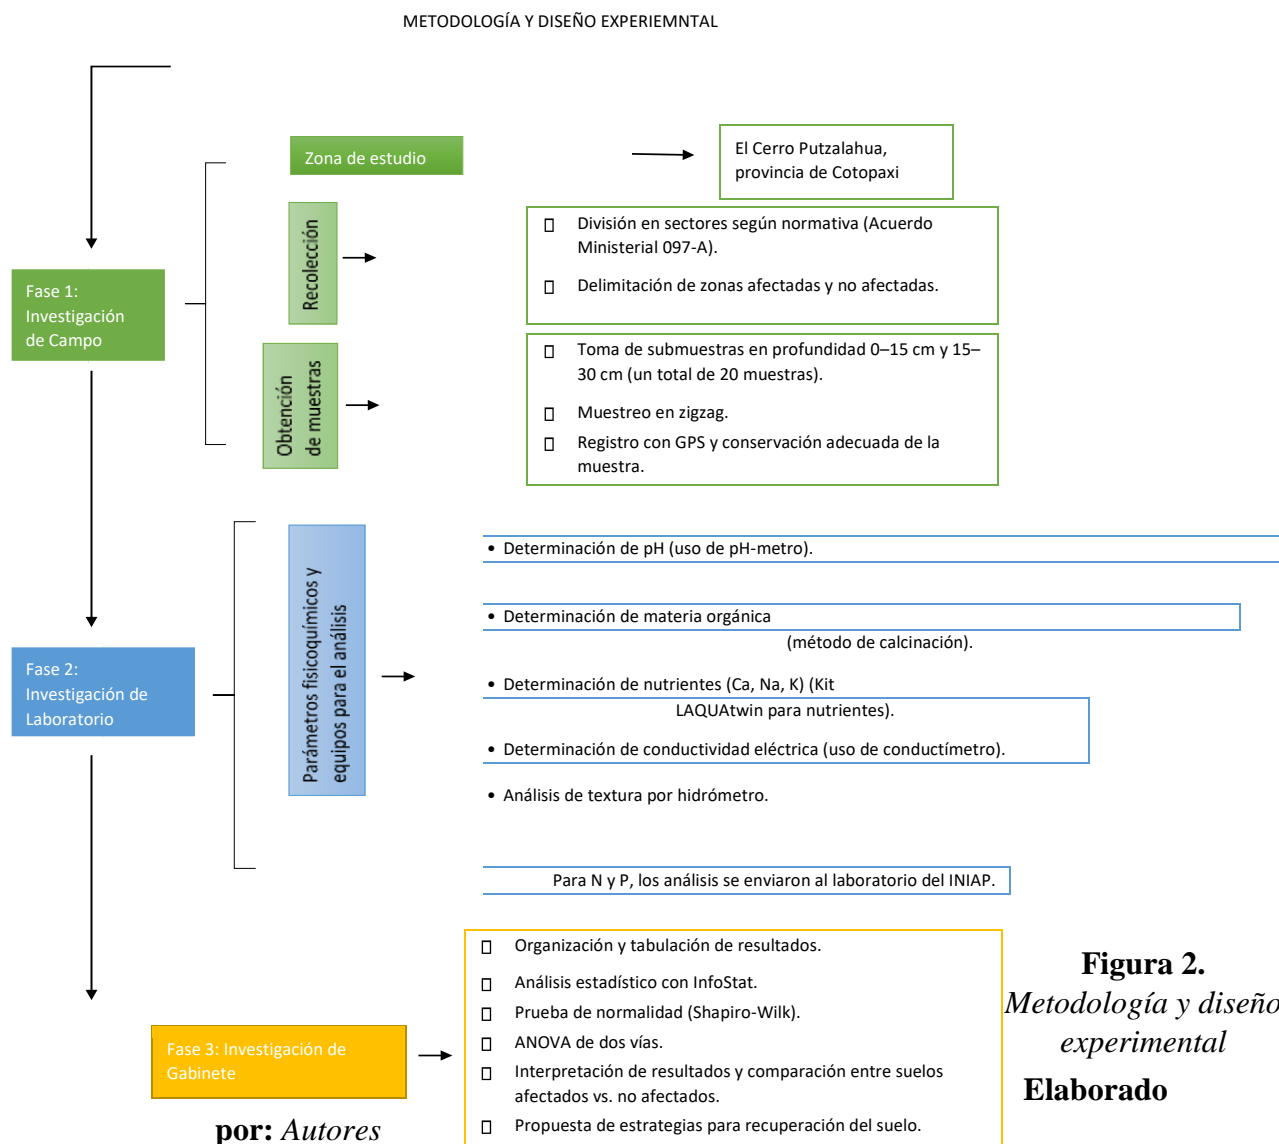 METODOLOGÍA Y DISEÑO EXPERIEMNTAL
Zona de estudio
El Cerro Putzalahua,
provincia de Cotopaxi
Fase 1:
Investigación
de Campo
Recolección
División en sectores según normativa (Acuerdo
Ministerial 097-A).
Delimitación de zonas afectadas y no afectadas.
Obtención
de muestras
Toma de submuestras en profundidad 0–15 cm y 15–
30 cm (un total de 20 muestras).
Muestreo en zigzag.
Registro con GPS y conservación adecuada de la
muestra.
Fase 2:
Investigación de
Laboratorio
Parámetros fisicoquímicos y
equipos para el análisis
• Determinación de pH (uso de pH-metro).
• Determinación de materia orgánica
(método de calcinación).
• Determinación de nutrientes (Ca, Na, K) (Kit
LAQUAtwin para nutrientes).
• Determinación de conductividad eléctrica (uso de conductímetro).
• Análisis de textura por hidrómetro.
Para N y P, los análisis se enviaron al laboratorio del INIAP.
Fase 3: Investigación de
Gabinete
Organización y tabulación de resultados.
Análisis estadístico con InfoStat.
Prueba de normalidad (Shapiro-Wilk).
ANOVA de dos vías.
Interpretación de resultados y comparación entre suelos
afectados vs. no afectados.
Propuesta de estrategias para recuperación del suelo.
Figura 2.
Metodología y diseño
experimental
Elaborado
por: Autores